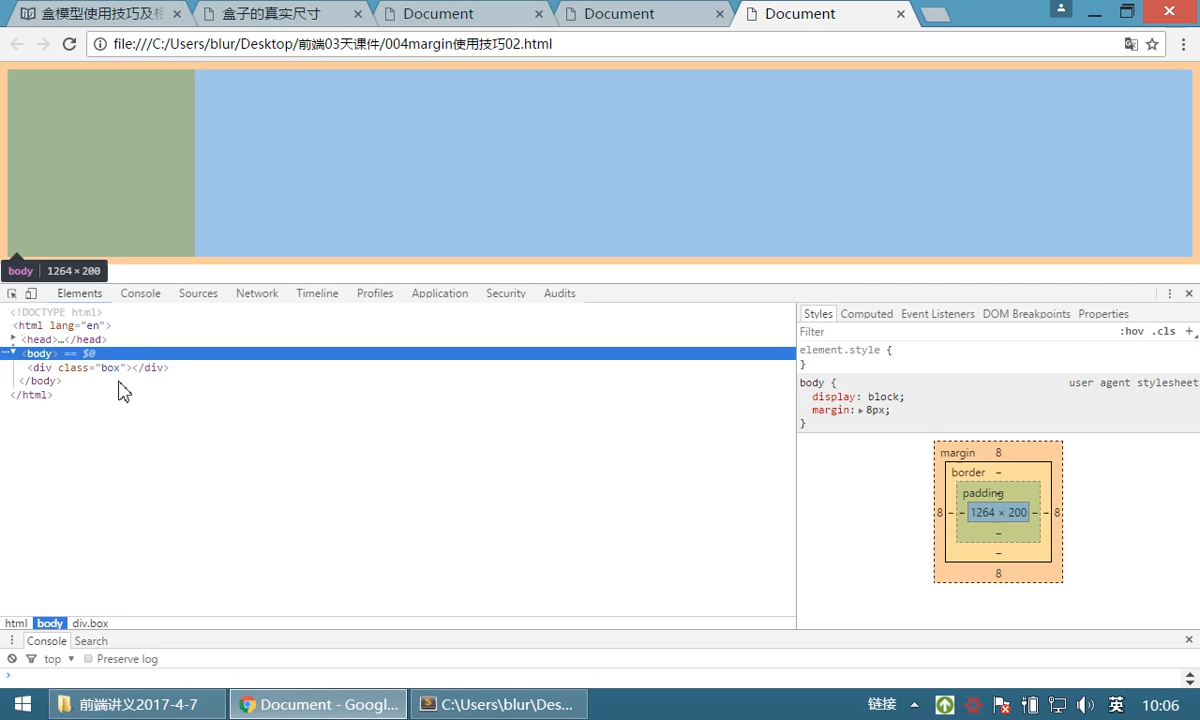 盒模型使用技巧及相
盒子的真实尺寸
Document
Document
Document
file:///C:/Users/blur/Desktop/前端03天课件/004margin使用技巧02.html
body 1264 × 200
Elements Console Sources Network Timeline Profiles Application Security Audits
<!DOCTYPE html>
<html lang="en">
<head>…</head>
<body> == $0
<div class="box"></div>
</body>
</html>
html body div.box
Styles Computed Event Listeners DOM Breakpoints Properties
Filter :hov .cls +
element.style {
}
body { user agent stylesheet
display: block;
margin: 8px;
}
margin 8
border –
padding –
8 – – 1264 × 200 – – 8
–
–
8
Console Search
top Preserve log
前端讲义2017-4-7
Document - Googl...
C:\Users\blur\Des...
链接
英
10:06